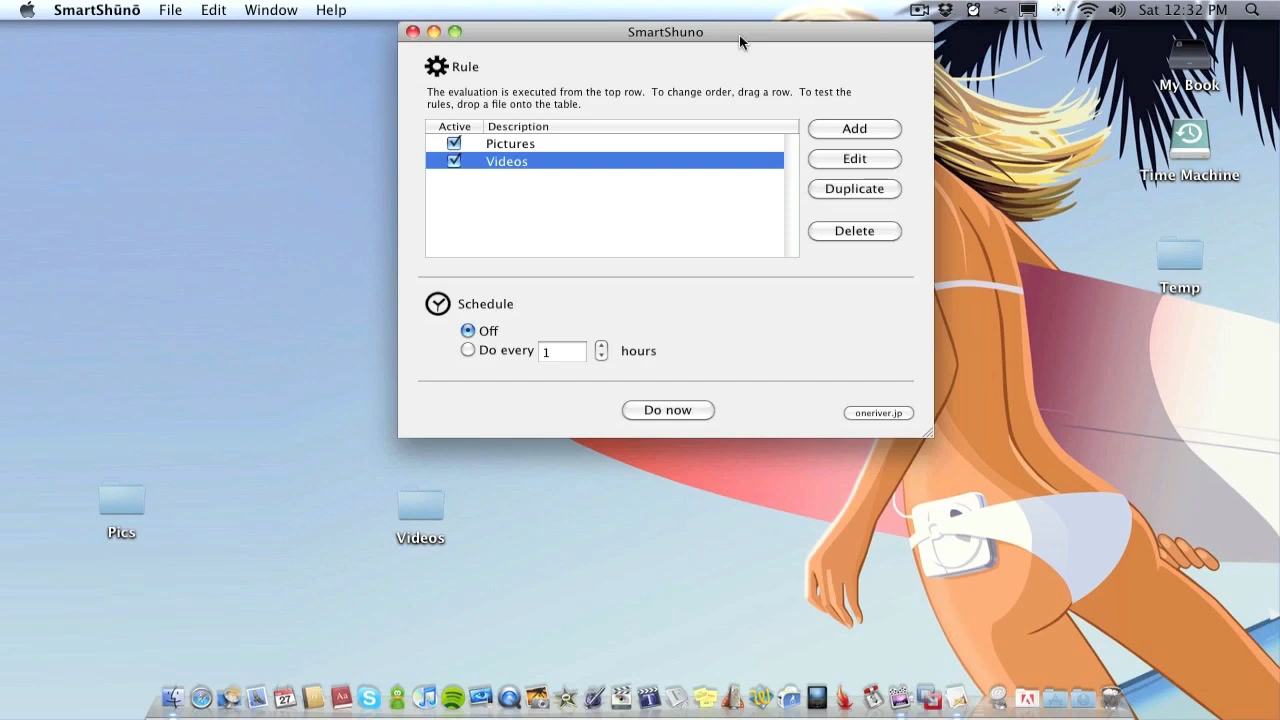 SmartShūnō File Edit Window Help Sat 12:32 PM
SmartShuno
Rule
The evaluation is executed from the top row. To change order, drag a row. To test the
rules, drop a file onto the table.
Active Description
Pictures
Videos
Add
Edit
Duplicate
Delete
Schedule
Off
Do every 1 hours
Do now
oneriver.jp
My Book
Time Machine
Temp
Pics
Videos
27
Aa